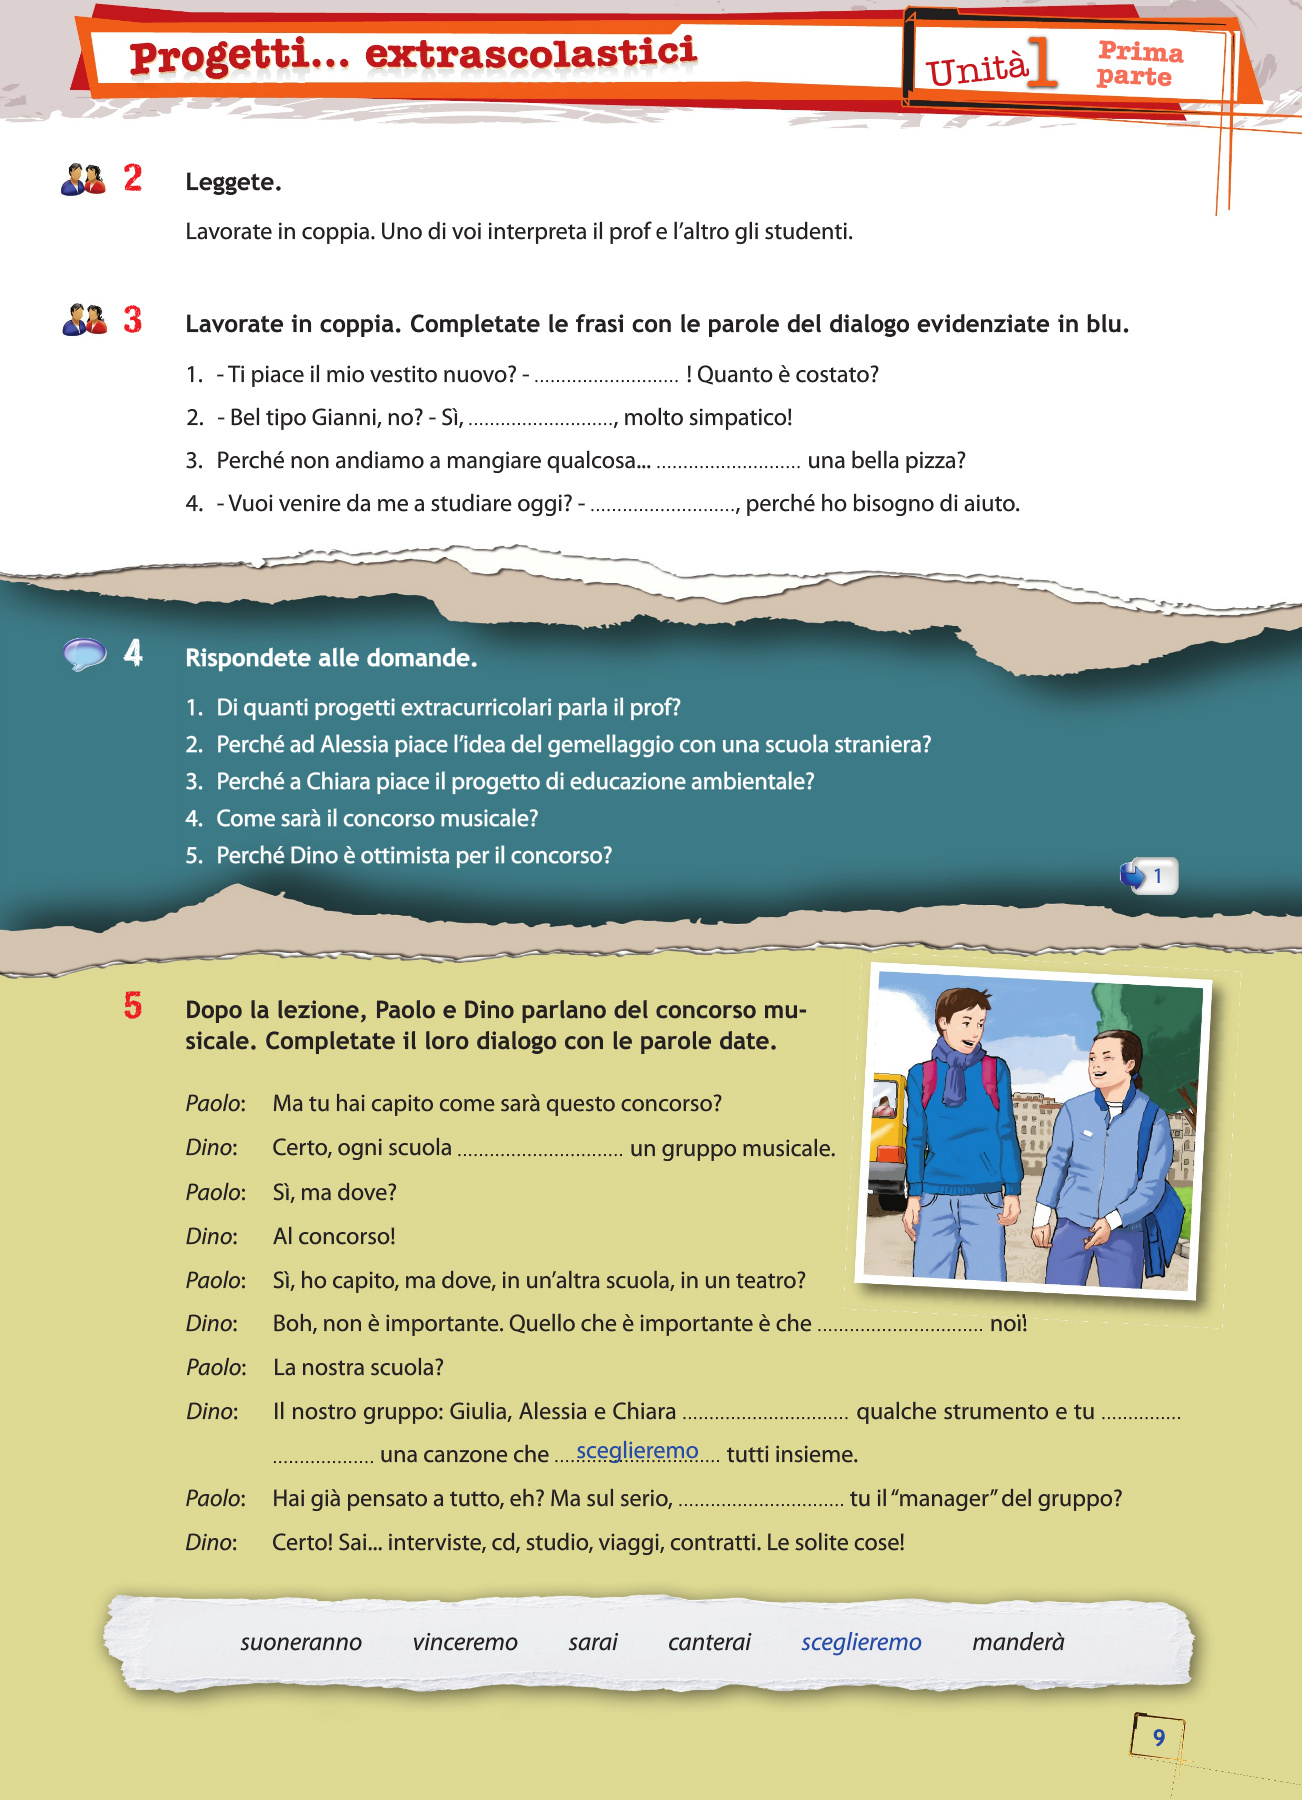 Progetti... extrascolastici
Unità 1
Prima
parte
2 Leggete.
Lavorate in coppia. Uno di voi interpreta il prof e l'altro gli studenti.
3 Lavorate in coppia. Completate le frasi con le parole del dialogo evidenziate in blu.
1. - Ti piace il mio vestito nuovo? - ........................... ! Quanto è costato?
2. - Bel tipo Gianni, no? - Sì, ..........................., molto simpatico!
3. Perché non andiamo a mangiare qualcosa... ........................... una bella pizza?
4. - Vuoi venire da me a studiare oggi? - ..........................., perché ho bisogno di aiuto.
4 Rispondete alle domande.
1. Di quanti progetti extracurricolari parla il prof?
2. Perché ad Alessia piace l'idea del gemellaggio con una scuola straniera?
3. Perché a Chiara piace il progetto di educazione ambientale?
4. Come sarà il concorso musicale?
5. Perché Dino è ottimista per il concorso?
1
5 Dopo la lezione, Paolo e Dino parlano del concorso mu-
sicale. Completate il loro dialogo con le parole date.
Paolo: Ma tu hai capito come sarà questo concorso?
Dino: Certo, ogni scuola ............................... un gruppo musicale.
Paolo: Sì, ma dove?
Dino: Al concorso!
Paolo: Sì, ho capito, ma dove, in un'altra scuola, in un teatro?
Dino: Boh, non è importante. Quello che è importante è che ............................... noi!
Paolo: La nostra scuola?
Dino: Il nostro gruppo: Giulia, Alessia e Chiara ............................... qualche strumento e tu ...............
................... una canzone che sceglieremo tutti insieme.
Paolo: Hai già pensato a tutto, eh? Ma sul serio, ............................... tu il “manager” del gruppo?
Dino: Certo! Sai... interviste, cd, studio, viaggi, contratti. Le solite cose!
suoneranno vinceremo sarai canterai sceglieremo manderà
9